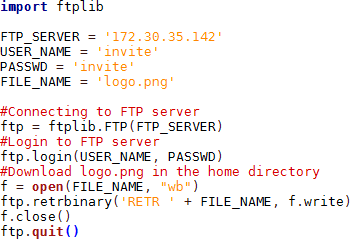 import ftplib
FTP_SERVER = '172.30.35.142'
USER_NAME = 'invite'
PASSWD = 'invite'
FILE_NAME = 'logo.png'
#Connecting to FTP server
ftp = ftplib.FTP(FTP_SERVER)
#Login to FTP server
ftp.login(USER_NAME, PASSWD)
#Download logo.png in the home directory
f = open(FILE_NAME, "wb")
ftp.retrbinary('RETR ' + FILE_NAME, f.write)
f.close()
ftp.quit()